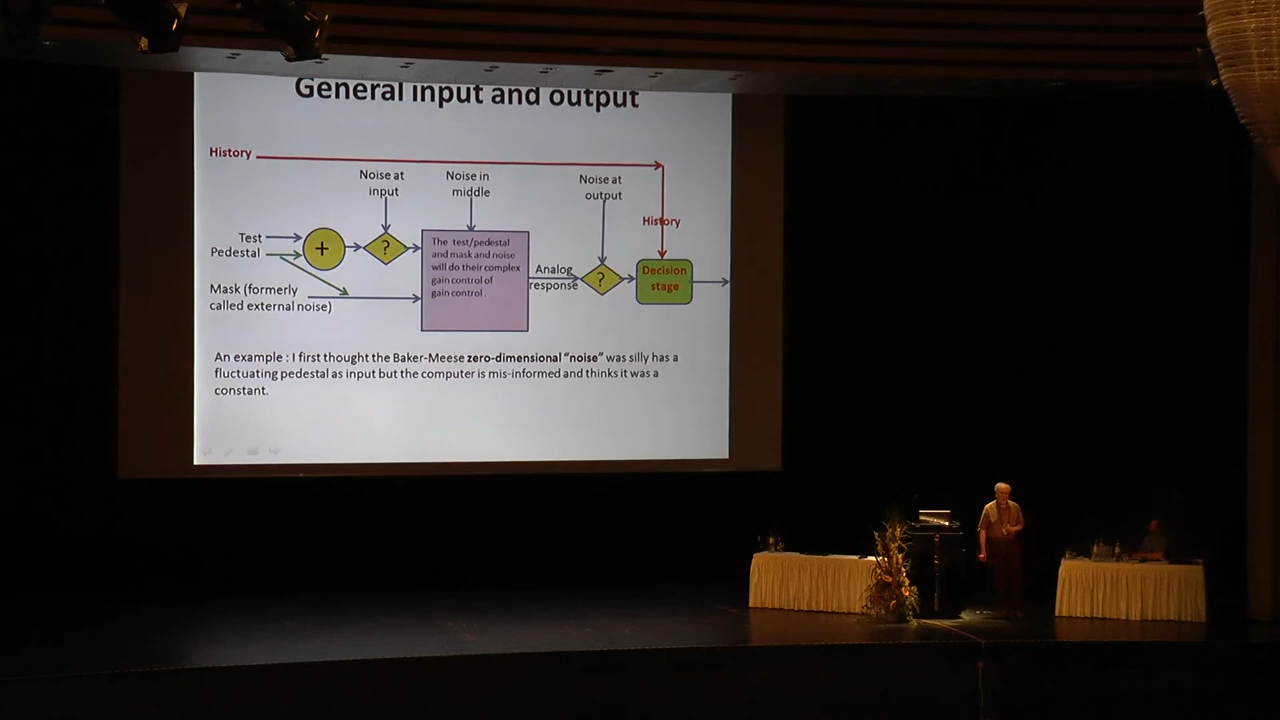 General input and output
History
Noise at
input
Noise in
middle
Noise at
output
History
Test
Pedestal
+
?
The test/pedestal
and mask and noise
will do their complex
gain control of
gain control .
Analog
response
?
Decision
stage
Mask (formerly
called external noise)
An example : I first thought the Baker-Meese zero-dimensional “noise” was silly has a
fluctuating pedestal as input but the computer is mis-informed and thinks it was a
constant.